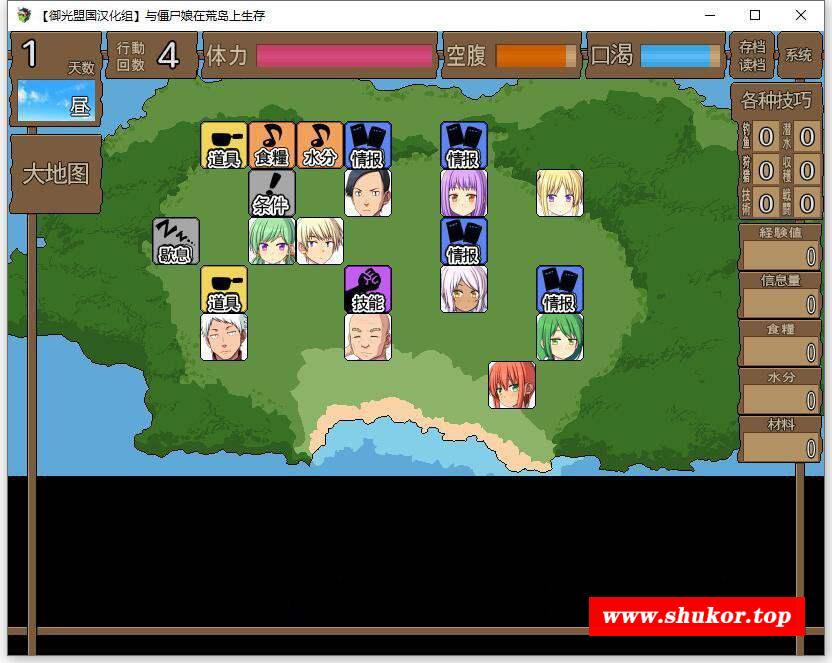 【御光盟国汉化组】与僵尸娘在荒岛上生存
1
天数
行動
回数
4
体力
空腹
口渴
存档
读档
系统
昼
大地图
各种技巧
钓魚 0 潜水 0
狩猎 0 収穫 0
技術 0 戦闘 0
経験値
0
信息量
0
食糧
0
水分
0
材料
0
道具
食糧
水分
情报
情报
条件
歇息
情报
道具
技能
情报
www.shukor.top